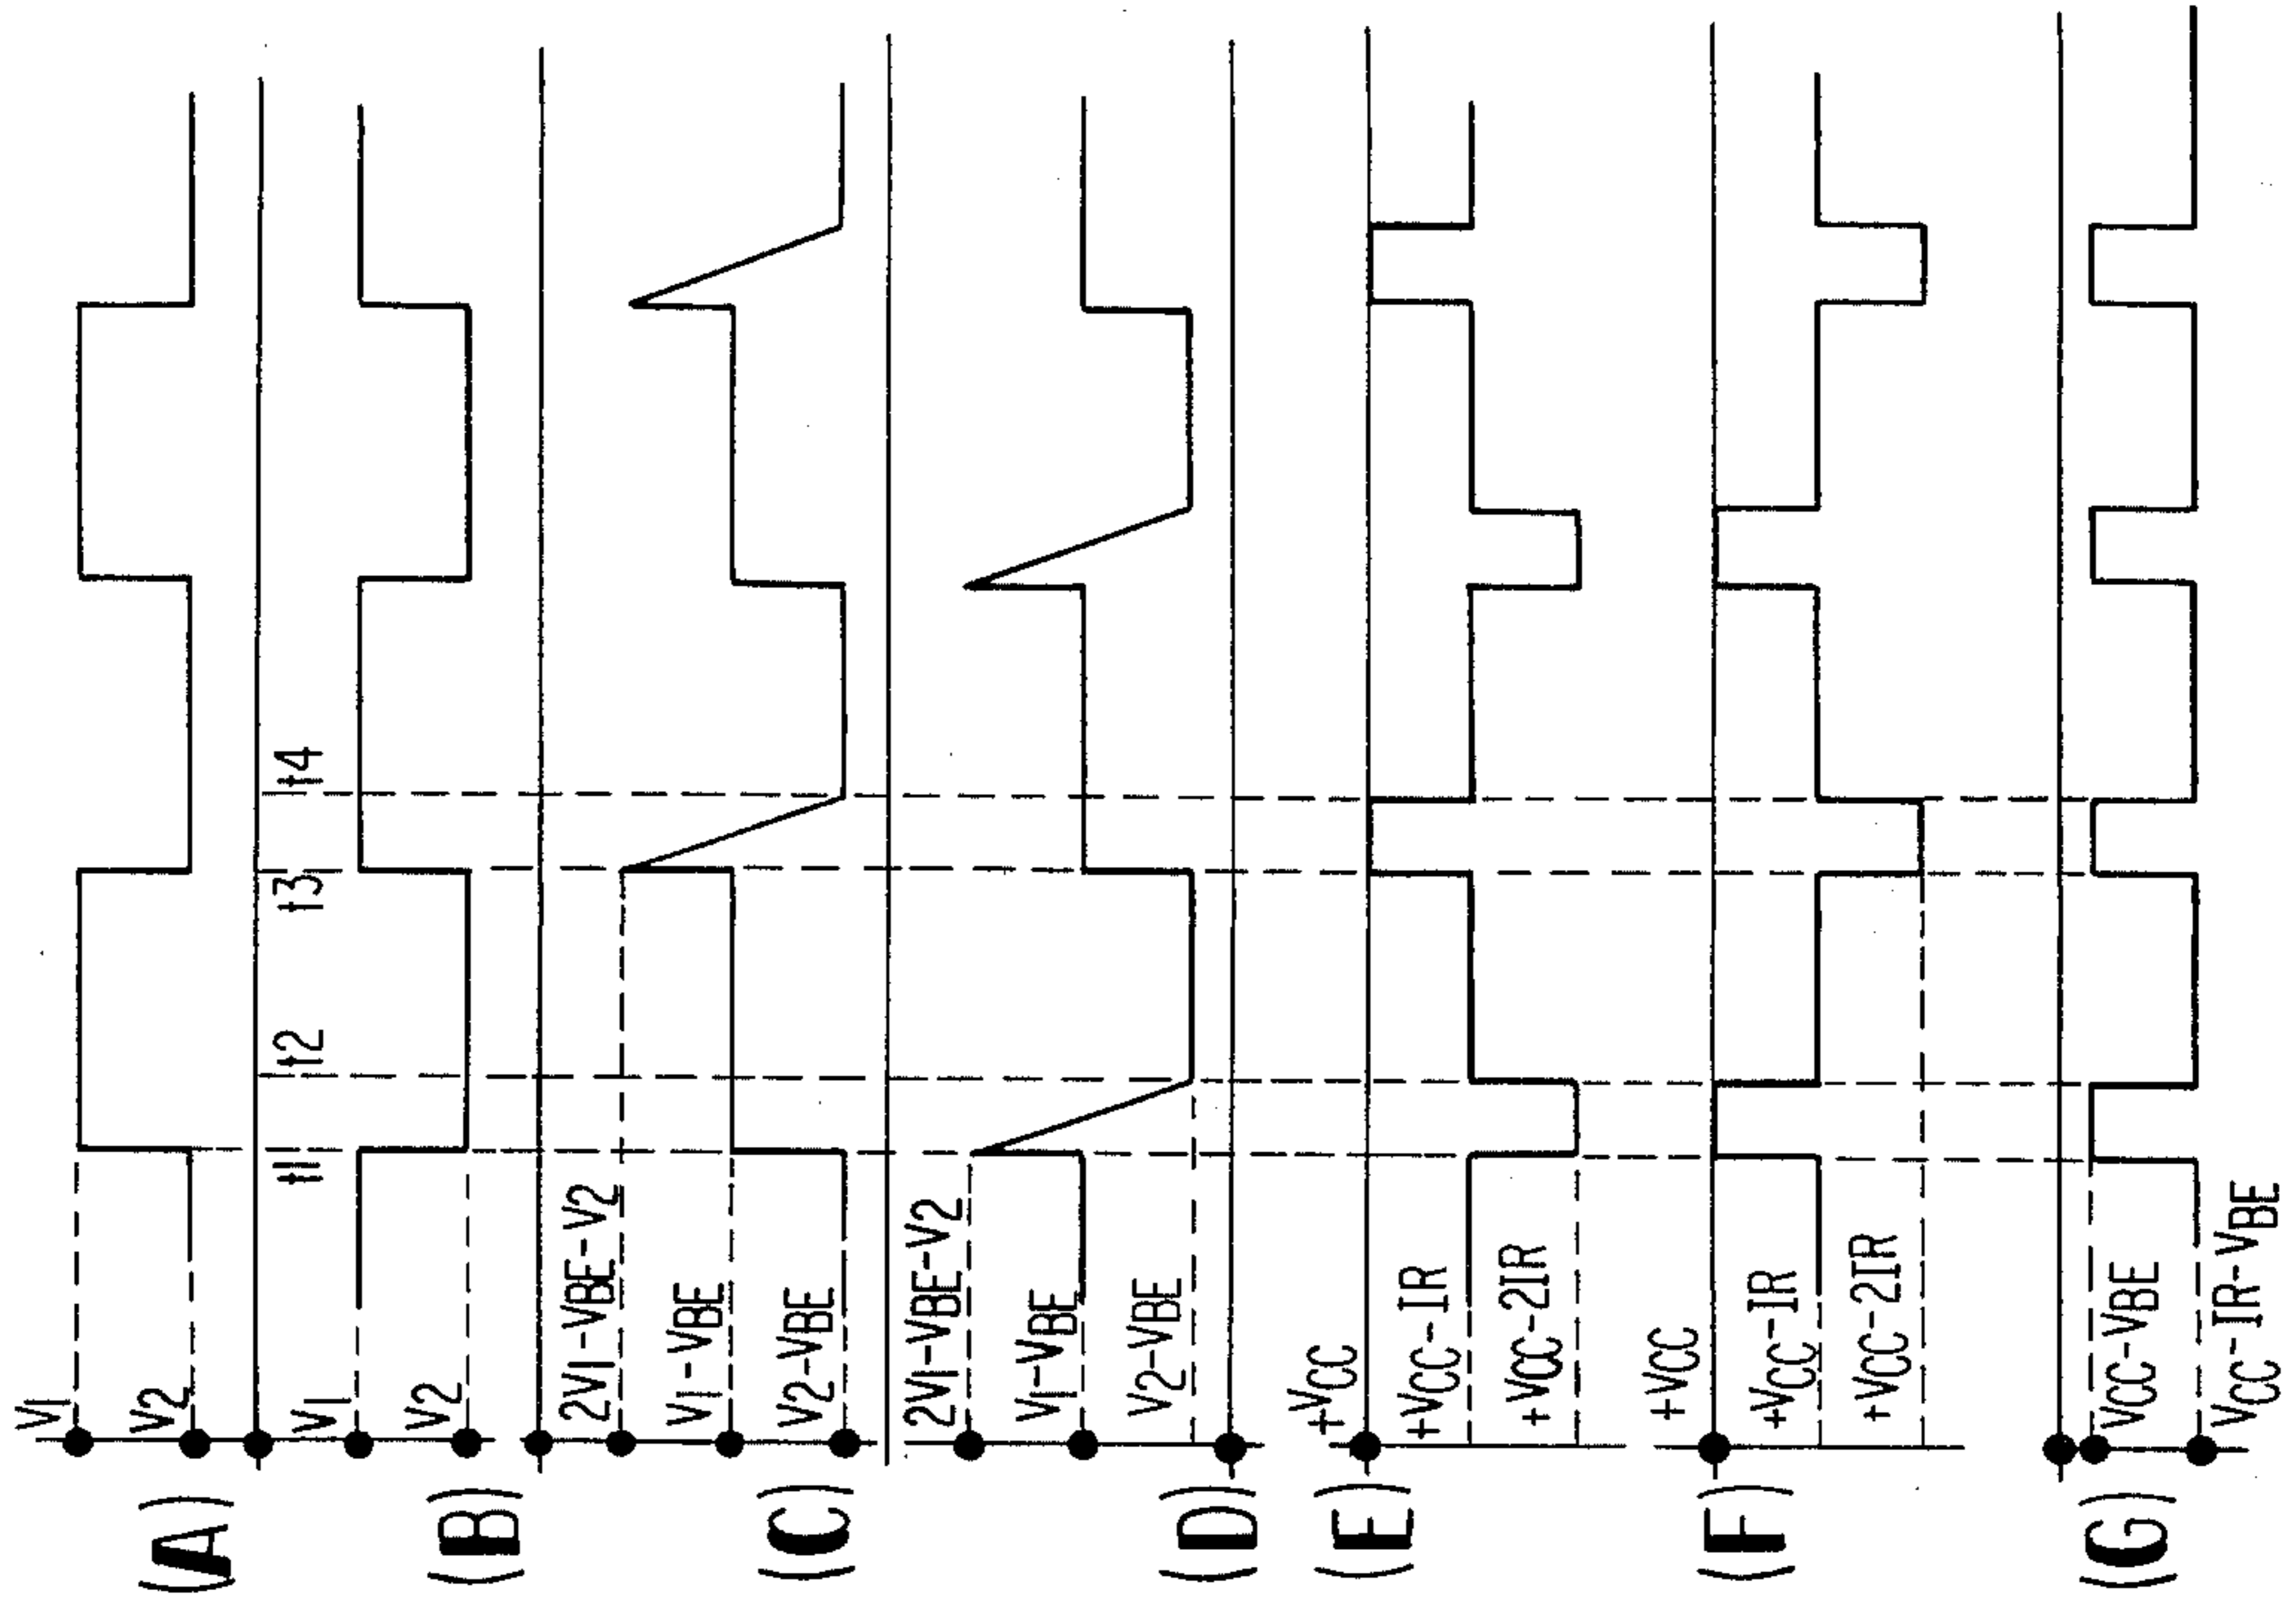 (A)
V1
V2
t1
t2
t3
t4
(B)
V1
V2
(C)
2V1-VBE-V2
V1-VBE
V2-VBE
(D)
2V1-VBE-V2
V1-VBE
V2-VBE
(E)
+VCC
+VCC-IR
+VCC-2IR
(F)
+VCC
+VCC-IR
+VCC-2IR
(G)
VCC-VBE
VCC-IR-VBE